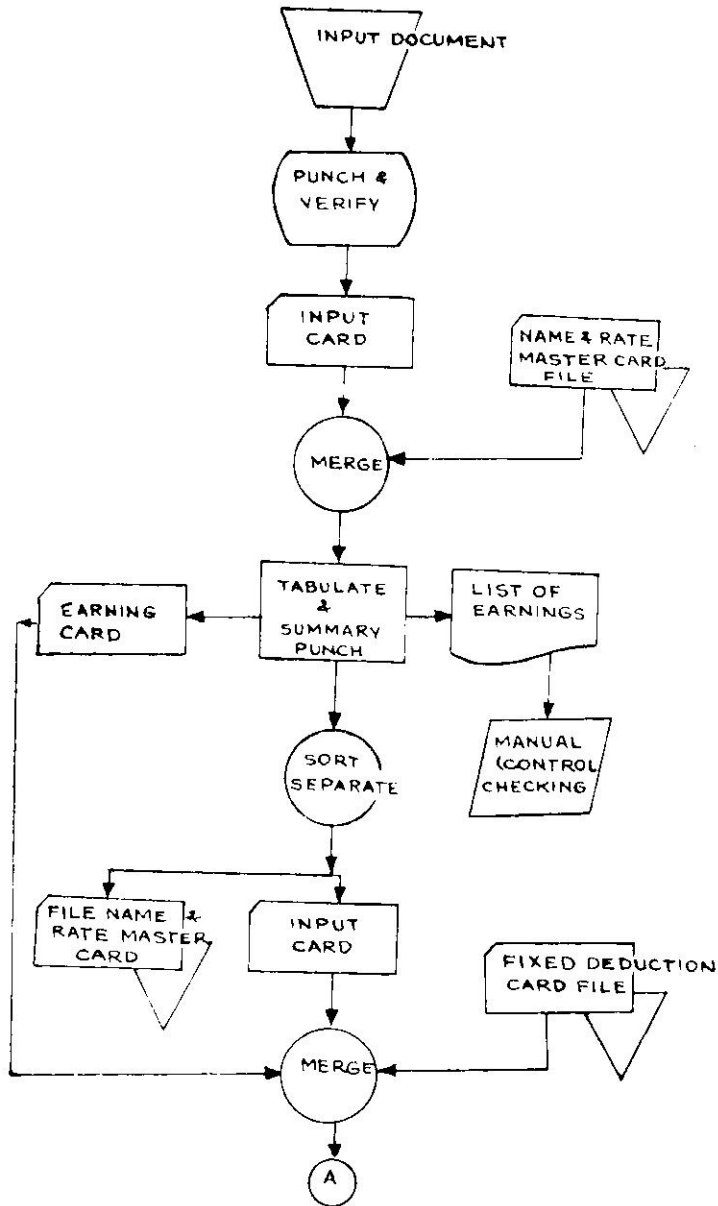 INPUT DOCUMENT
PUNCH &
VERIFY
INPUT
CARD
NAME & RATE
MASTER CARD
FILE
MERGE
EARNING
CARD
TABULATE
&
SUMMARY
PUNCH
LIST OF
EARNINGS
SORT
SEPARATE
MANUAL
(CONTROL
CHECKING
FILE NAME &
RATE MASTER
CARD
INPUT
CARD
FIXED DEDUCTION
CARD FILE
MERGE
A